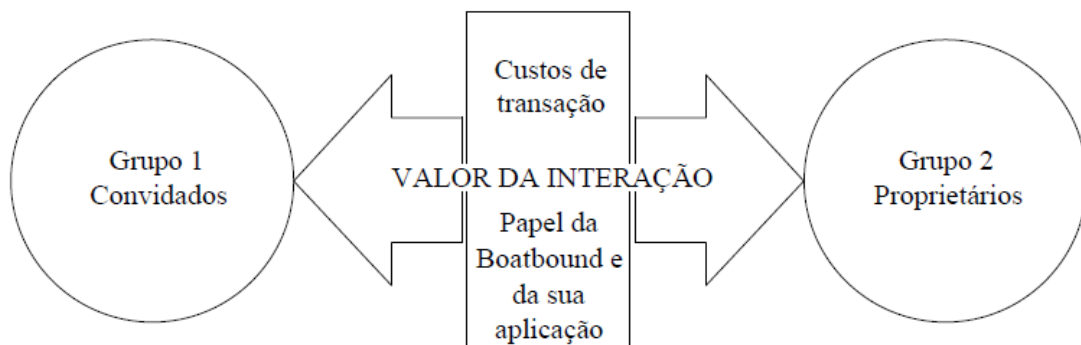 Grupo 1
Convidados
Custos de
transação
VALOR DA INTERAÇÃO
Papel da
Boatbound e
da sua
aplicação
Grupo 2
Proprietários